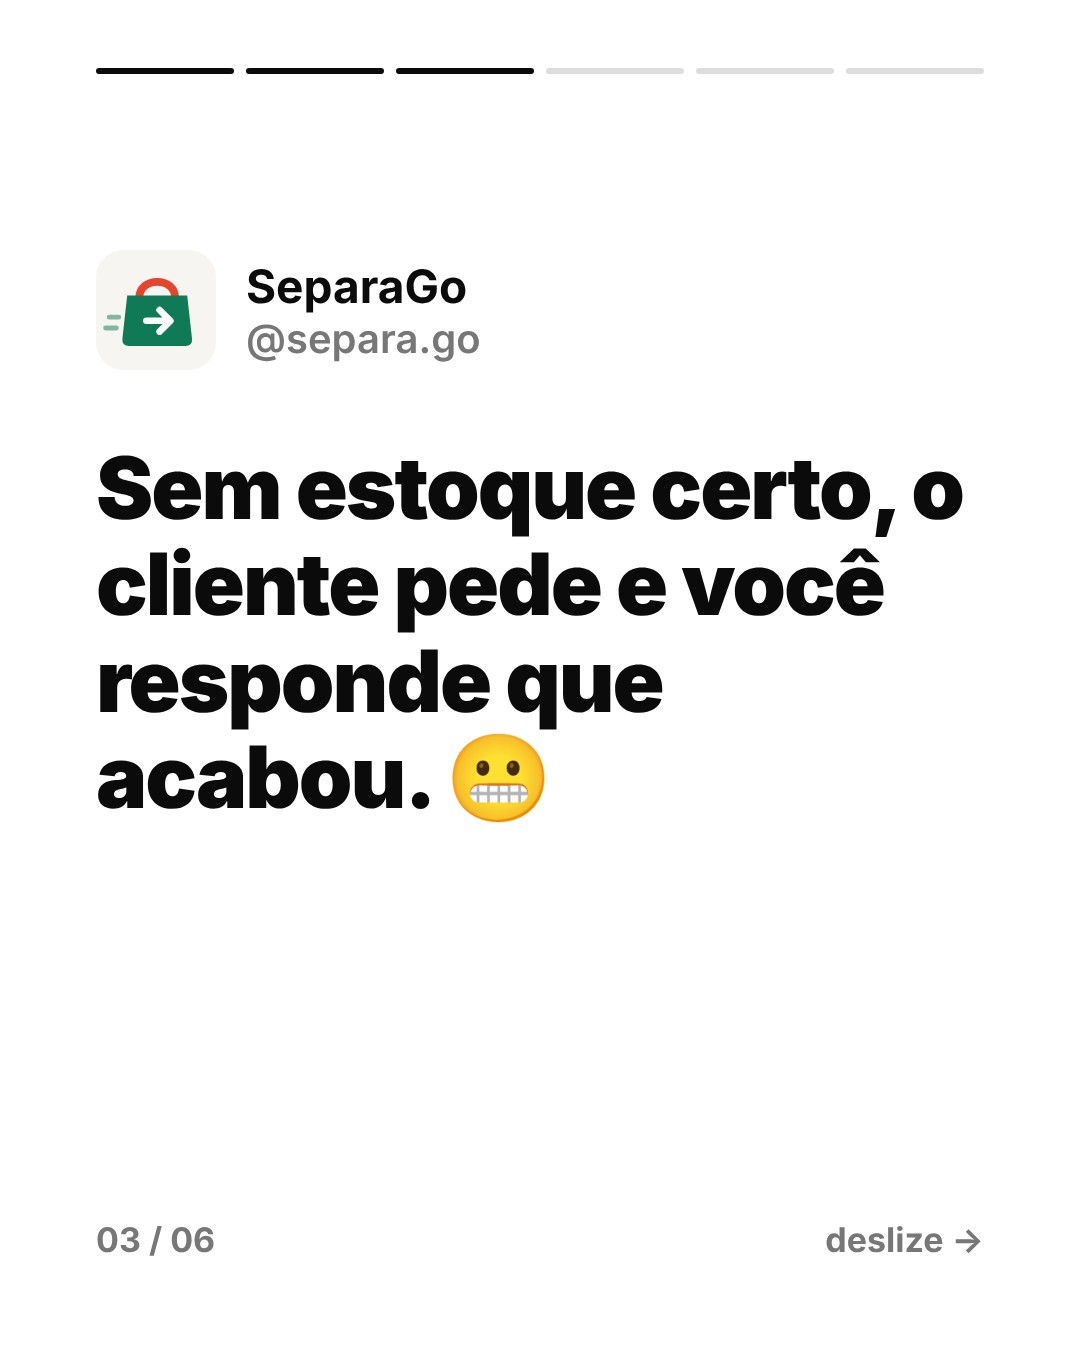 SeparaGo
@separa.go
Sem estoque certo, o
cliente pede e você
responde que
acabou. 😬
03 / 06
deslize →